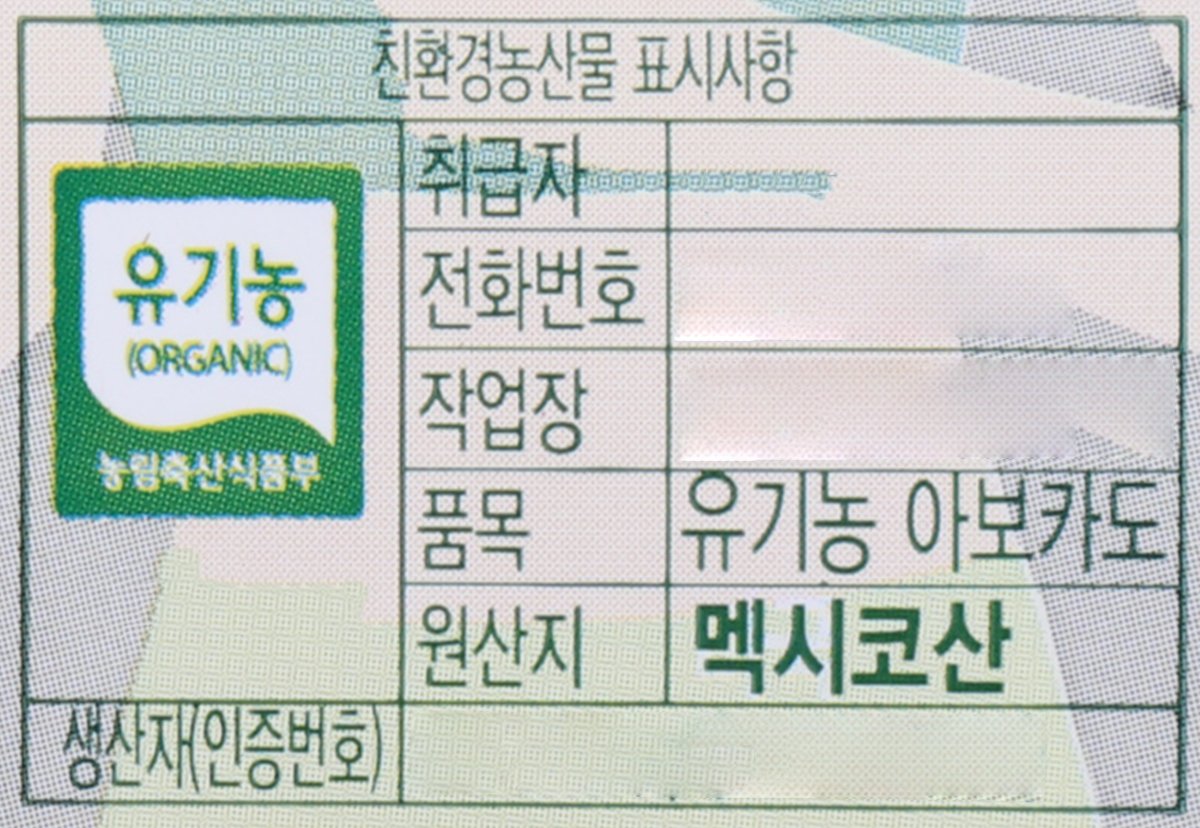 친환경농산물 표시사항
유기농
(ORGANIC)
농림축산식품부
취급자
전화번호
작업장
품목 유기농 아보카도
원산지 멕시코산
생산자(인증번호)